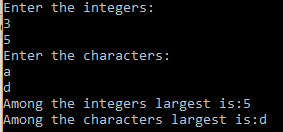 Enter the integers:
3
5
Enter the characters:
a
d
Among the integers largest is:5
Among the characters largest is:d